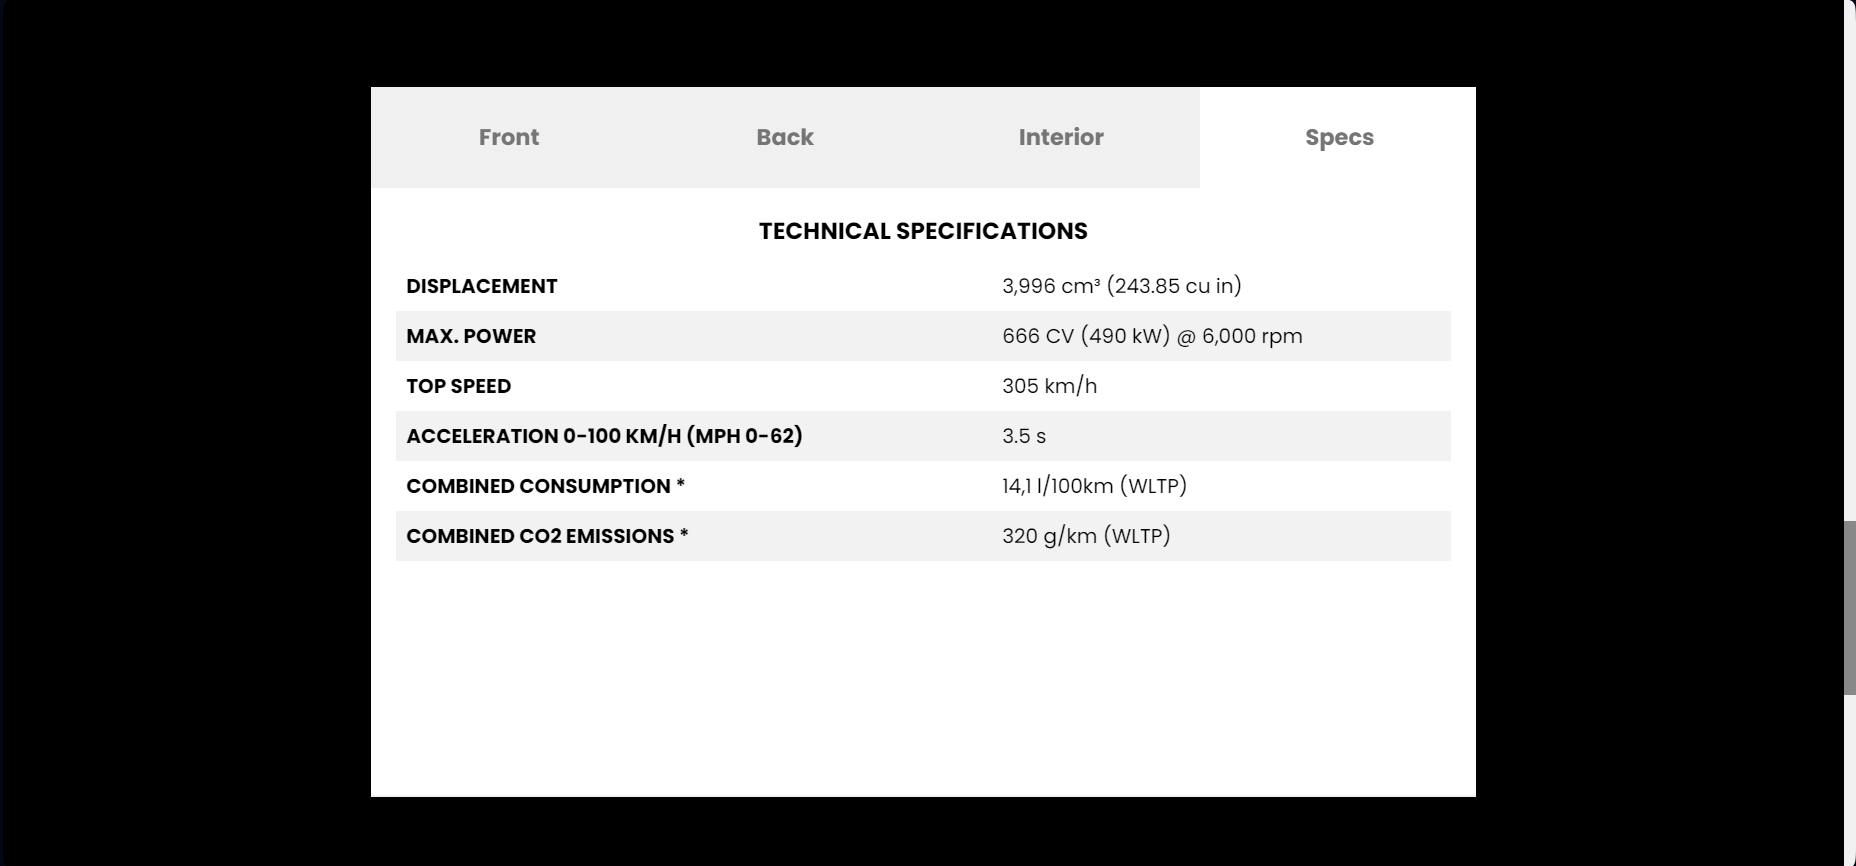 Front Back Interior Specs
TECHNICAL SPECIFICATIONS
DISPLACEMENT 3,996 cm³ (243.85 cu in)
MAX. POWER 666 CV (490 kW) @ 6,000 rpm
TOP SPEED 305 km/h
ACCELERATION 0-100 KM/H (MPH 0-62) 3.5 s
COMBINED CONSUMPTION * 14,1 l/100km (WLTP)
COMBINED CO2 EMISSIONS * 320 g/km (WLTP)